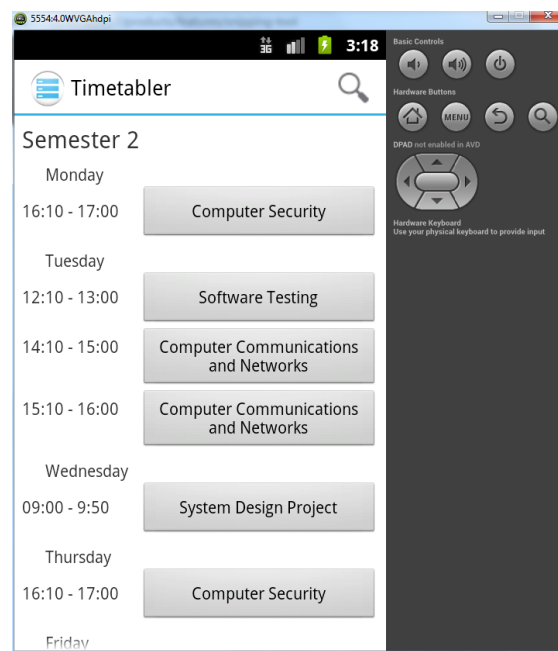 5554:4.0WVGAhdpi
3G
3:18
Timetabler
Semester 2
Monday
16:10 - 17:00
Computer Security
Tuesday
12:10 - 13:00
Software Testing
14:10 - 15:00
Computer Communications
and Networks
15:10 - 16:00
Computer Communications
and Networks
Wednesday
09:00 - 9:50
System Design Project
Thursday
16:10 - 17:00
Computer Security
Friday
Basic Controls
Hardware Buttons
MENU
DPAD not enabled in AVD
Hardware Keyboard
Use your physical keyboard to provide input